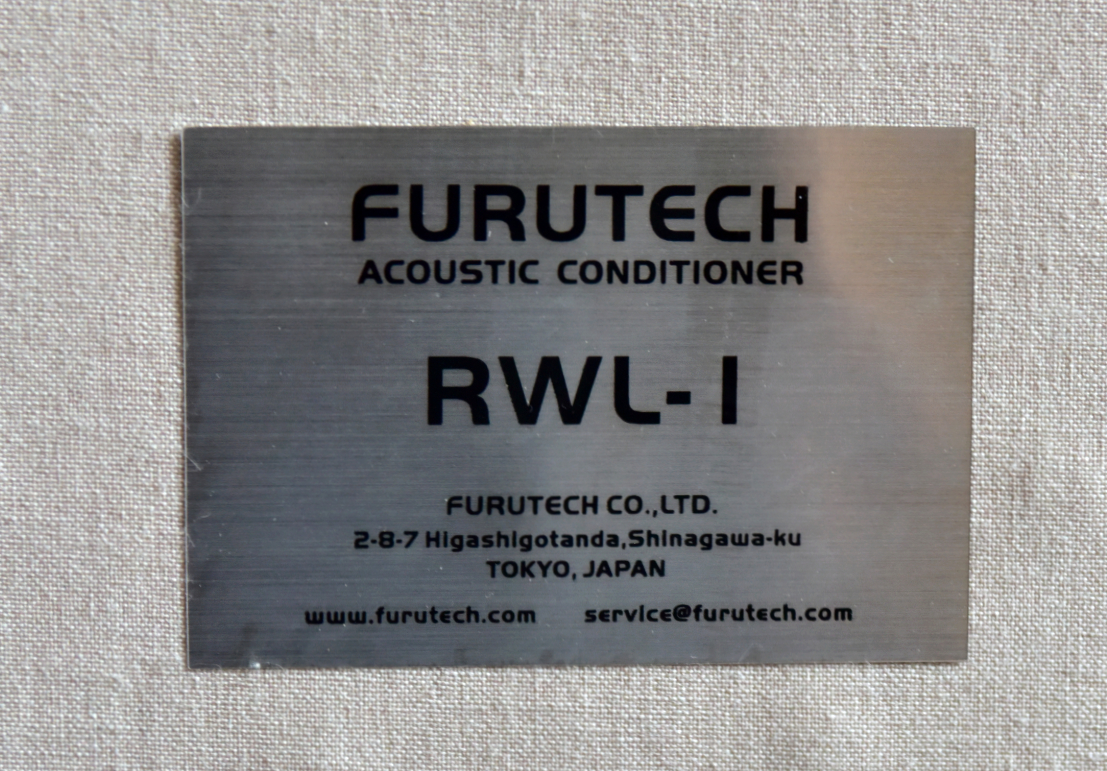 FURUTECH
ACOUSTIC CONDITIONER
RWL-1
FURUTECH CO.,LTD.
2-8-7 Higashigotanda,Shinagawa-ku
TOKYO, JAPAN
www.furutech.com service@furutech.com